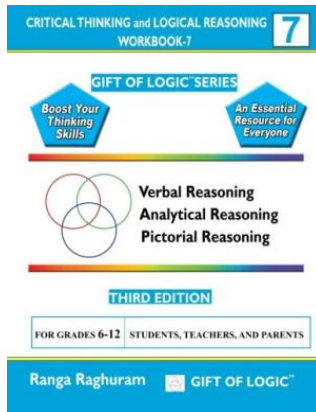 CRITICAL THINKING and LOGICAL REASONING
WORKBOOK-7
7
GIFT OF LOGIC™SERIES
Boost Your
Thinking
Skills
An Essential
Resource for
Everyone
Verbal Reasoning
Analytical Reasoning
Pictorial Reasoning
THIRD EDITION
FOR GRADES 6-12 STUDENTS, TEACHERS, AND PARENTS
Ranga Raghuram GIFT OF LOGIC™